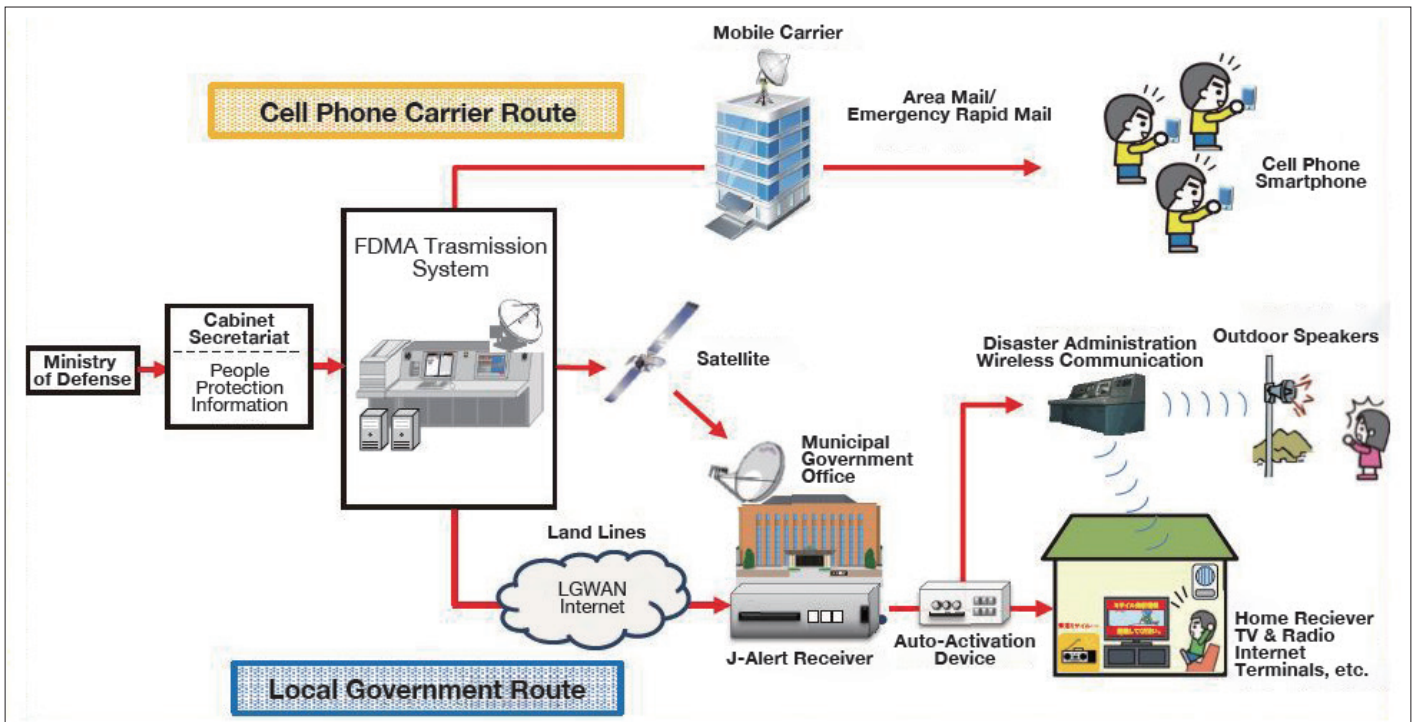 Mobile Carrier
Cell Phone Carrier Route
Area Mail/
Emergency Rapid Mail
Cell Phone
Smartphone
FDMA Trasmission
System
Cabinet
Secretariat
People
Protection
Information
Ministry
of Defense
Satellite
Disaster Administration
Wireless Communication
Outdoor Speakers
Municipal
Government
Office
Land Lines
LGWAN
Internet
J-Alert Receiver
Auto-Activation
Device
Home Reciever
TV & Radio
Internet
Terminals, etc.
Local Government Route